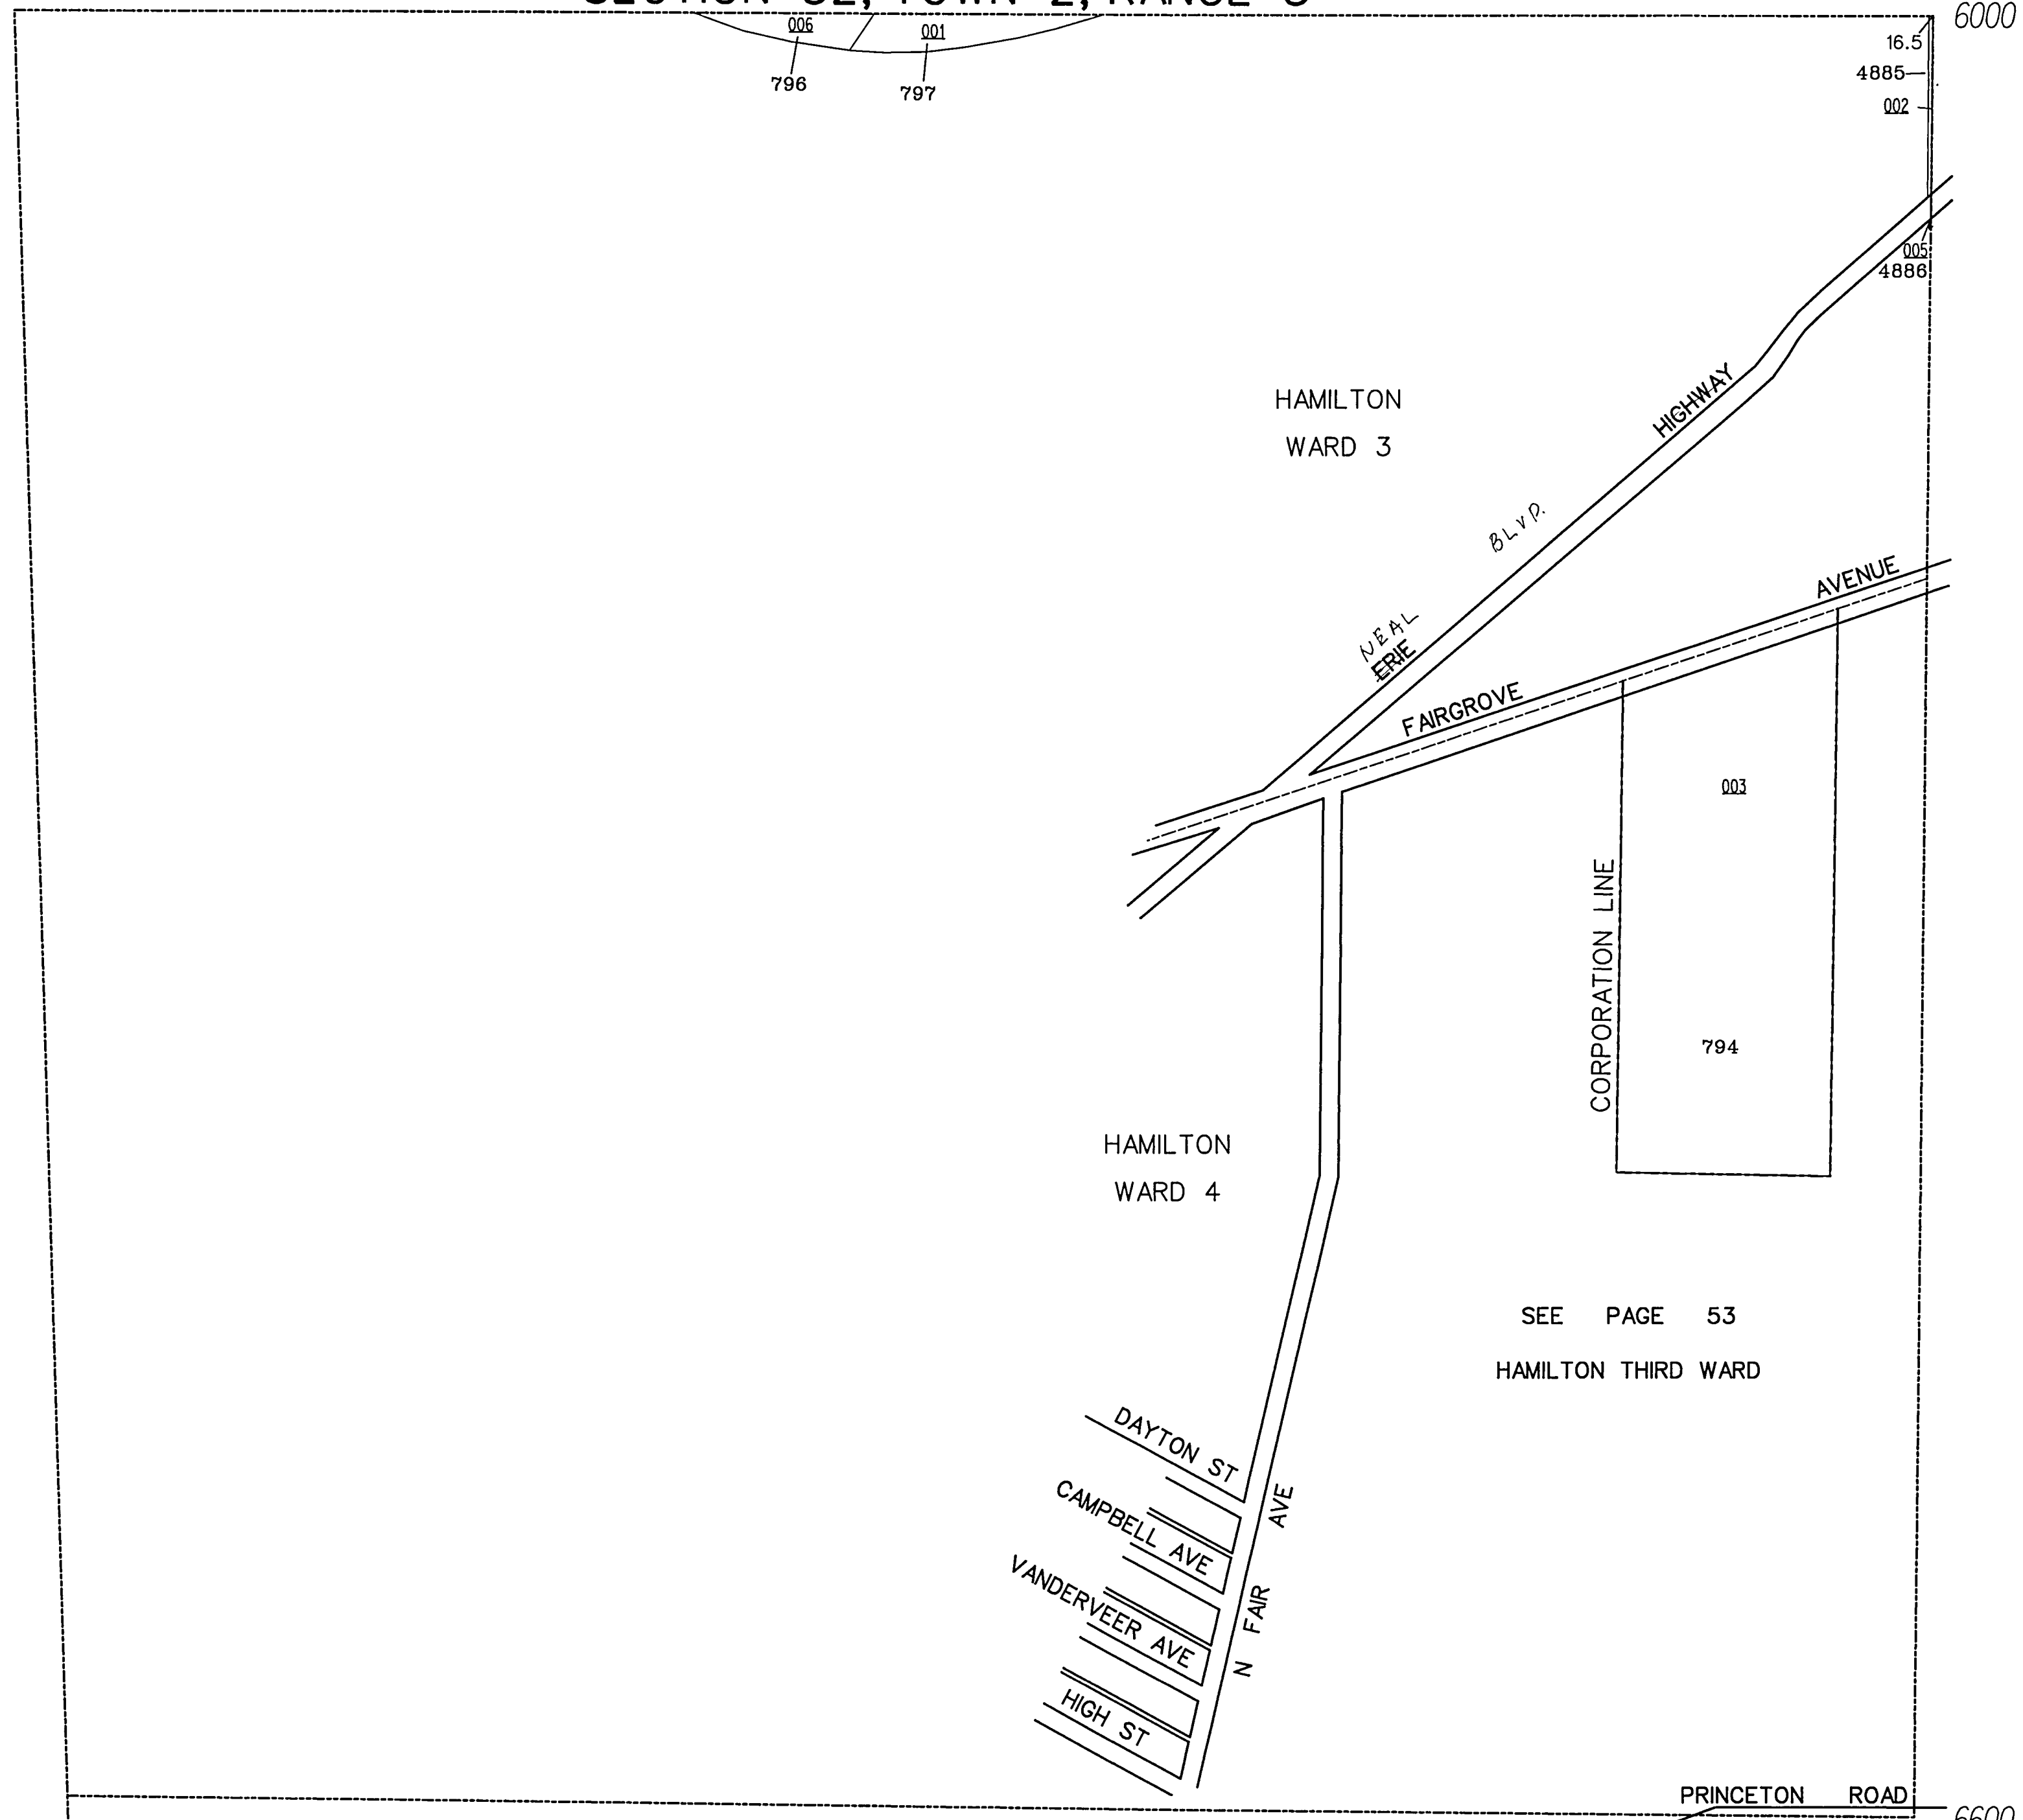 6000
006
001
16.5
796
797
4885
002
005
4886
HAMILTON
WARD 3
HIGHWAY
BLVD.
NEAL
ERIE
AVENUE
FAIRGROVE
003
CORPORATION LINE
794
HAMILTON
WARD 4
SEE PAGE 53
HAMILTON THIRD WARD
DAYTON ST
CAMPBELL AVE
VANDERVEER AVE
HIGH ST
N FAIR AVE
PRINCETON ROAD